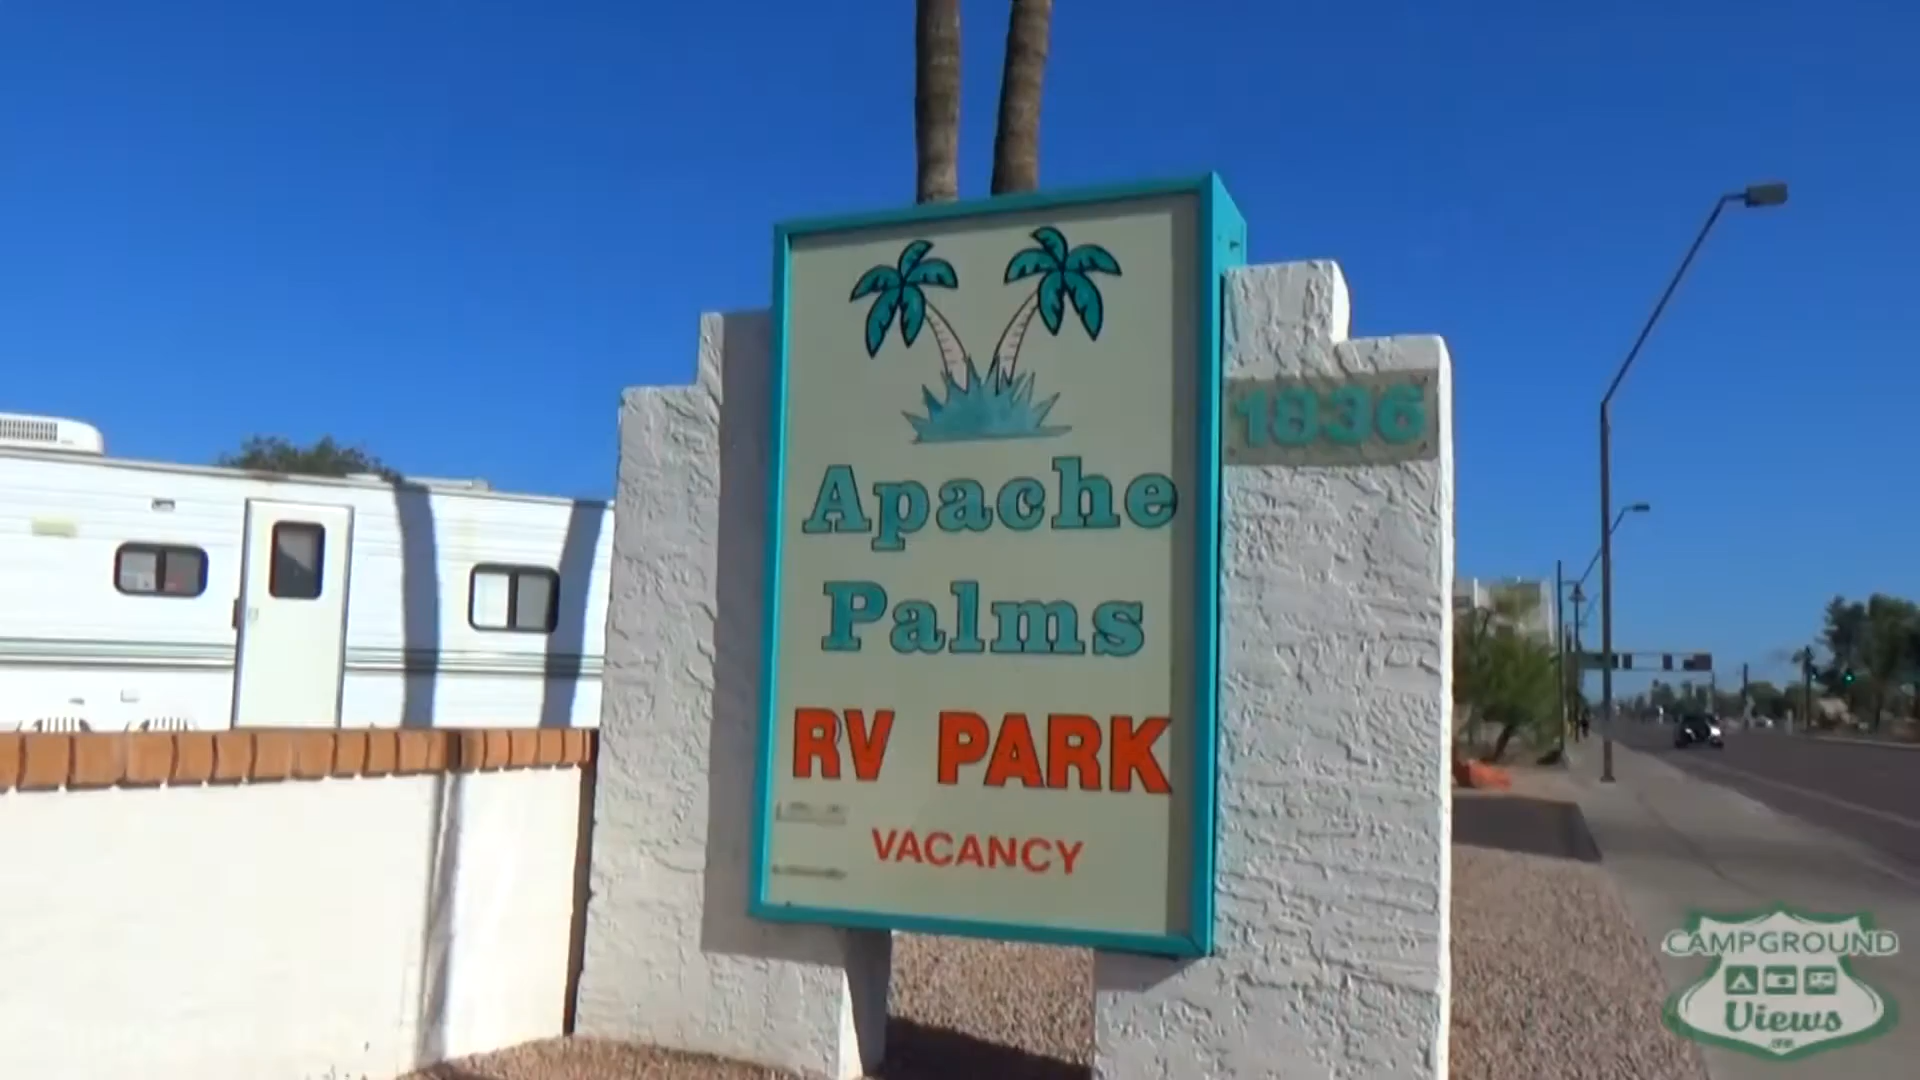 1836
Apache
Palms
RV PARK
VACANCY
CAMPGROUND
Views